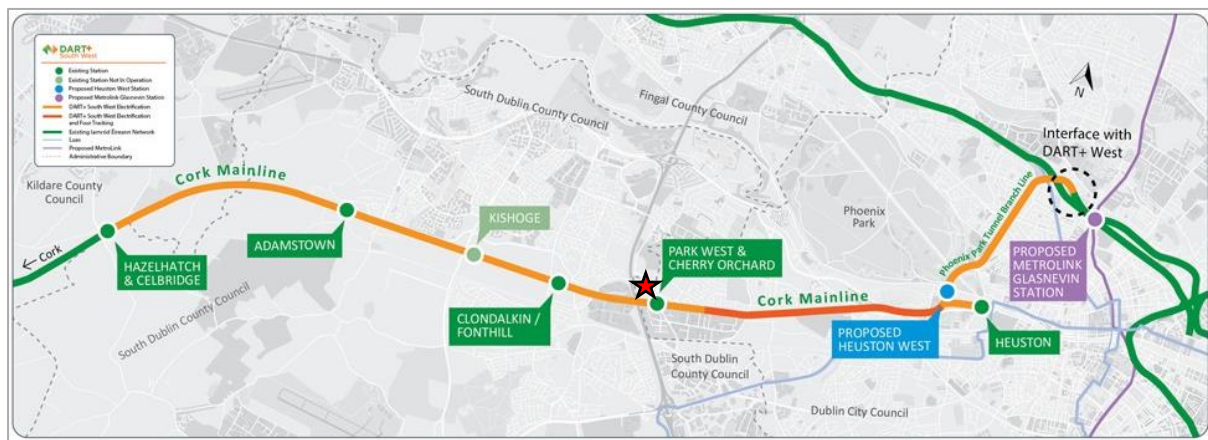 DART+
South West
Existing Station
Existing Station Not In Operation
Proposed Heuston West Station
Proposed Metrolink Glasnevin Station
DART+ South West Electrification
DART+ South West Electrification
and Four Tracking
Existing Iarnród Éireann Network
Luas
Proposed MetroLink
Administrative Boundary
Kildare County
Council
Cork Mainline
← Cork
HAZELHATCH
& CELBRIDGE
ADAMSTOWN
South Dublin County Council
KISHOGE
CLONDALKIN /
FONTHILL
South Dublin County Council
Fingal County Council
PARK WEST &
CHERRY ORCHARD
Cork Mainline
South Dublin
County Council
Phoenix
Park
Phoenix Park Tunnel Branch Line
PROPOSED
HEUSTON WEST
HEUSTON
Dublin City Council
N
Interface with
DART+ West
PROPOSED
METROLINK
GLASNEVIN
STATION